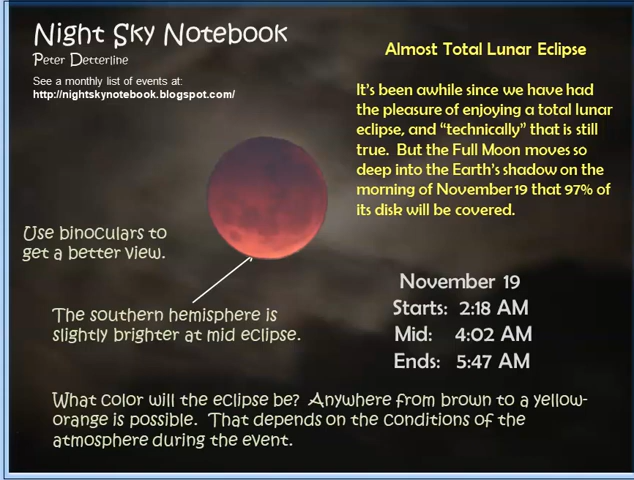 Night Sky Notebook
Peter Detterline
See a monthly list of events at:
http://nightskynotebook.blogspot.com/
Almost Total Lunar Eclipse
It's been awhile since we have had
the pleasure of enjoying a total lunar
eclipse, and "technically" that is still
true. But the Full Moon moves so
deep into the Earth's shadow on the
morning of November 19 that 97% of
its disk will be covered.
Use binoculars to
get a better view.
The southern hemisphere is
slightly brighter at mid eclipse.
November 19
Starts: 2:18 AM
Mid: 4:02 AM
Ends: 5:47 AM
What color will the eclipse be? Anywhere from brown to a yellow-
orange is possible. That depends on the conditions of the
atmosphere during the event.